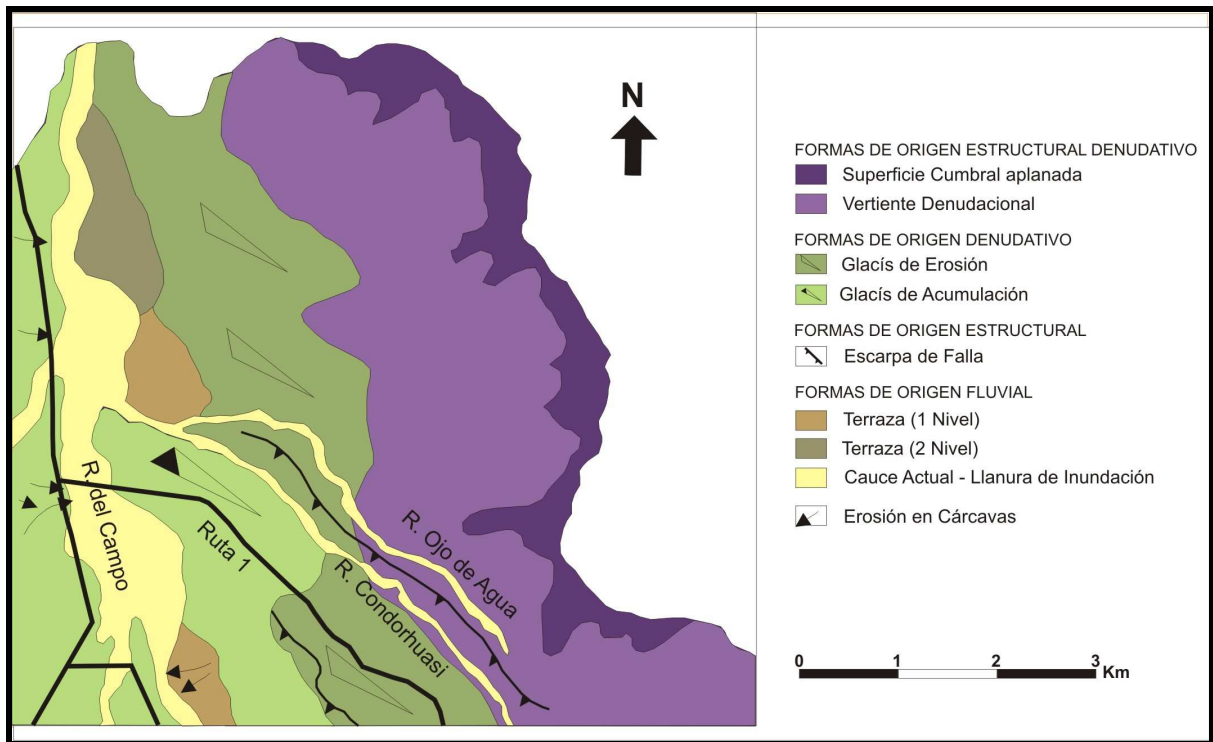 N
R. del Campo
Ruta 1
R. Ojo de Agua
R. Condorhuasi
FORMAS DE ORIGEN ESTRUCTURAL DENUDATIVO
Superficie Cumbral aplanada
Vertiente Denudacional
FORMAS DE ORIGEN DENUDATIVO
Glacís de Erosión
Glacís de Acumulación
FORMAS DE ORIGEN ESTRUCTURAL
Escarpa de Falla
FORMAS DE ORIGEN FLUVIAL
Terraza (1 Nivel)
Terraza (2 Nivel)
Cauce Actual - Llanura de Inundación
Erosión en Cárcavas
0 1 2 3 Km